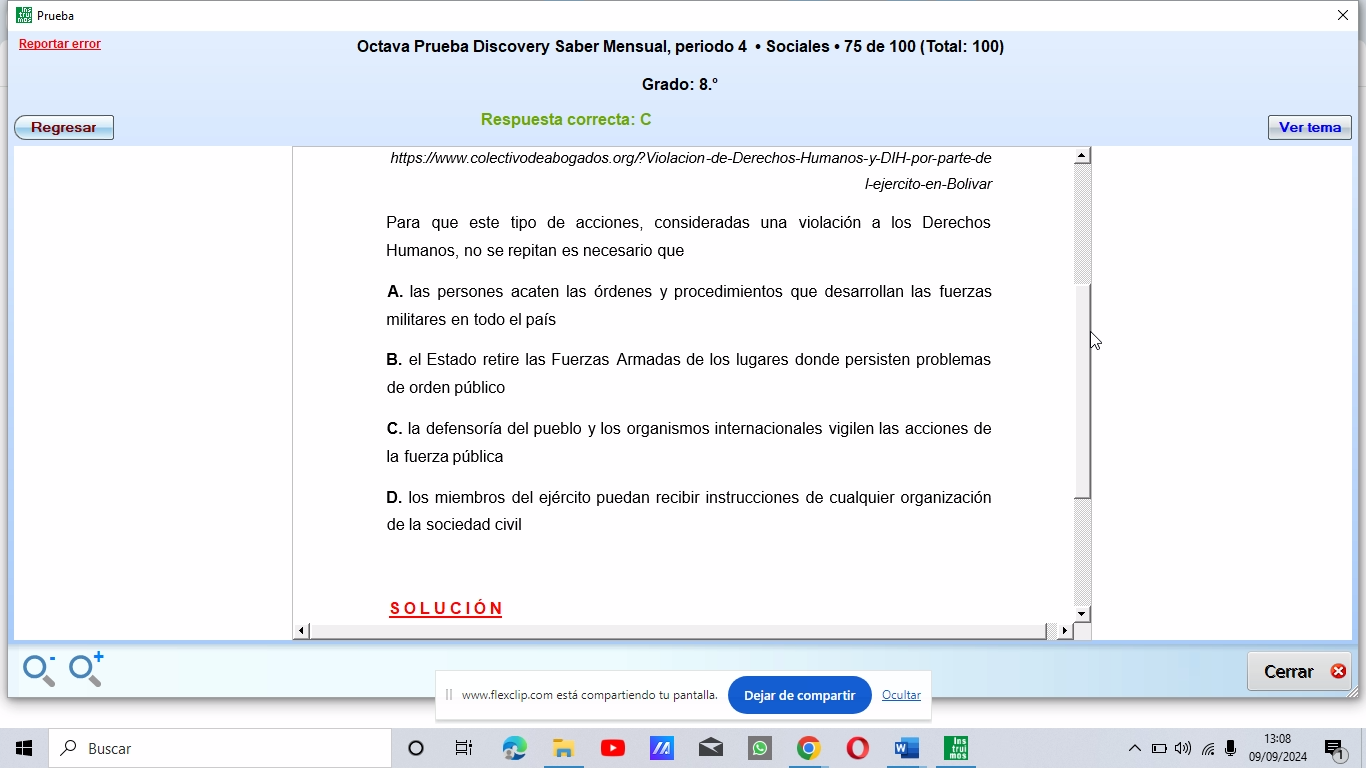 Prueba
Reportar error
Octava Prueba Discovery Saber Mensual, periodo 4 • Sociales • 75 de 100 (Total: 100)
Grado: 8.°
Respuesta correcta: C
Regresar
Ver tema
https://www.colectivodeabogados.org/?Violacion-de-Derechos-Humanos-y-DIH-por-parte-de
l-ejercito-en-Bolivar
Para que este tipo de acciones, consideradas una violación a los Derechos
Humanos, no se repitan es necesario que
A. las persones acaten las órdenes y procedimientos que desarrollan las fuerzas
militares en todo el país
B. el Estado retire las Fuerzas Armadas de los lugares donde persisten problemas
de orden público
C. la defensoría del pueblo y los organismos internacionales vigilen las acciones de
la fuerza pública
D. los miembros del ejército puedan recibir instrucciones de cualquier organización
de la sociedad civil
SOLUCIÓN
Cerrar
www.flexclip.com está compartiendo tu pantalla.
Dejar de compartir
Ocultar
Buscar
Ins
trui
mos
13:08
09/09/2024
1